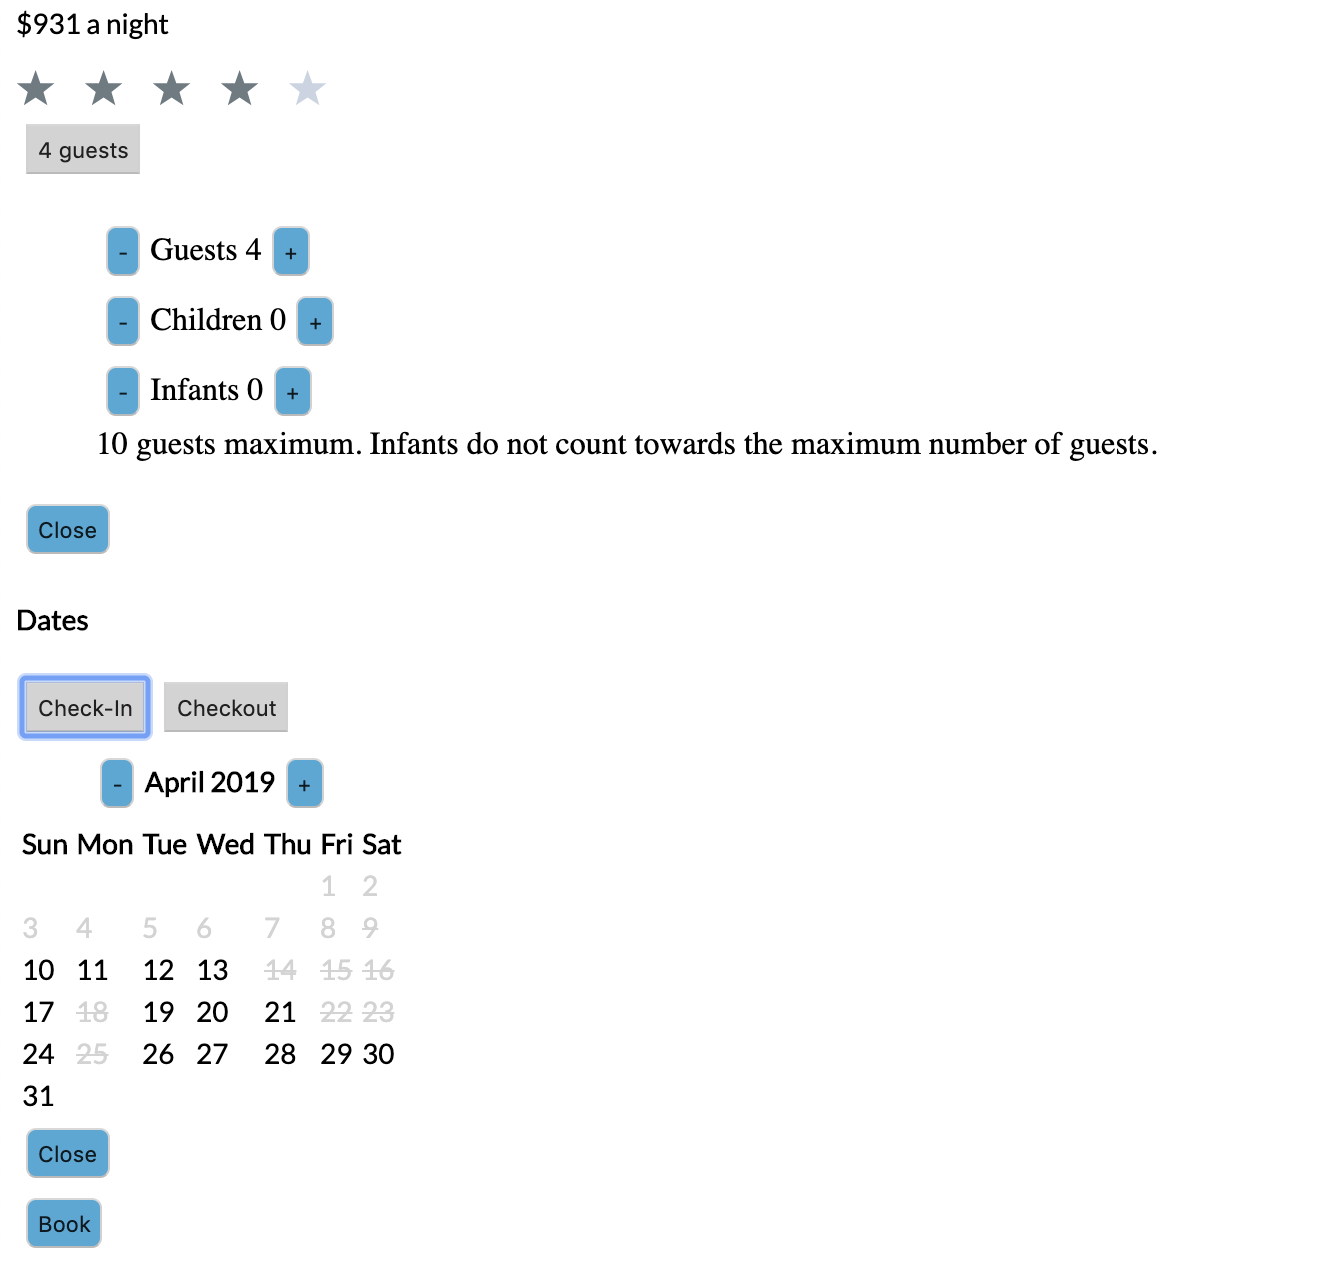 $931 a night
4 guests
- Guests 4 +
- Children 0 +
- Infants 0 +
10 guests maximum. Infants do not count towards the maximum number of guests.
Close
Dates
Check-In Checkout
- April 2019 +
Sun Mon Tue Wed Thu Fri Sat
1 2
3 4 5 6 7 8 9
10 11 12 13 14 15 16
17 18 19 20 21 22 23
24 25 26 27 28 29 30
31
Close
Book